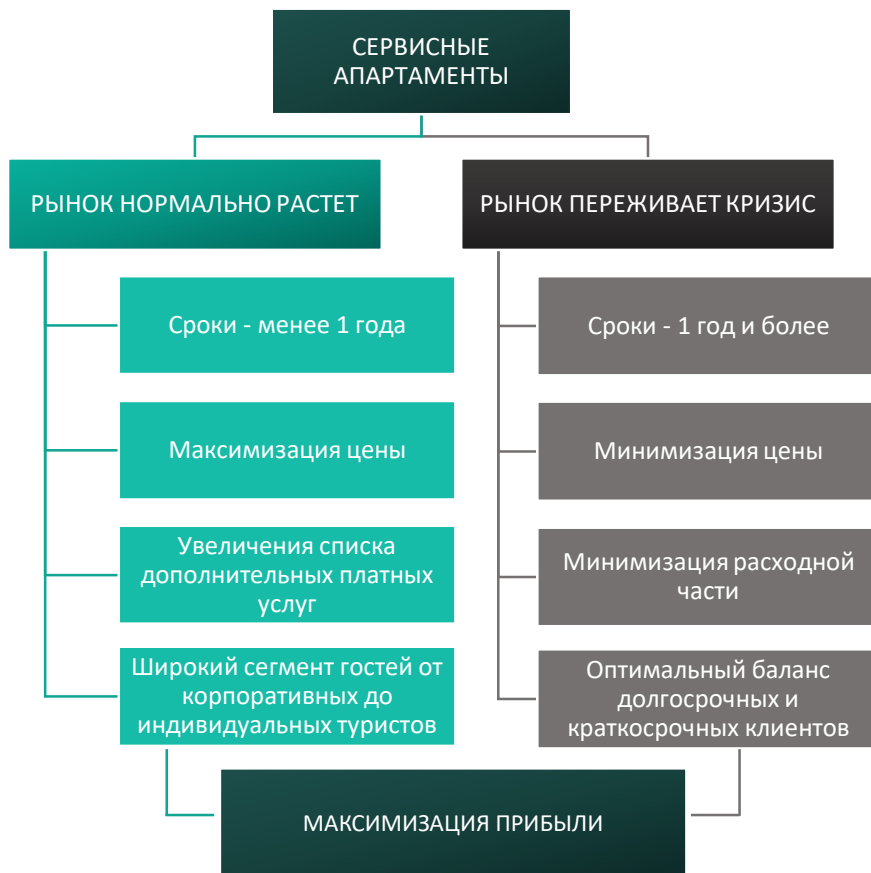 СЕРВИСНЫЕ
АПАРТАМЕНТЫ
РЫНОК НОРМАЛЬНО РАСТЕТ
Сроки - менее 1 года
Максимизация цены
Увеличения списка
дополнительных платных
услуг
Широкий сегмент гостей от
корпоративных до
индивидуальных туристов
РЫНОК ПЕРЕЖИВАЕТ КРИЗИС
Сроки - 1 год и более
Минимизация цены
Минимизация расходной
части
Оптимальный баланс
долгосрочных и
краткосрочных клиентов
МАКСИМИЗАЦИЯ ПРИБЫЛИ